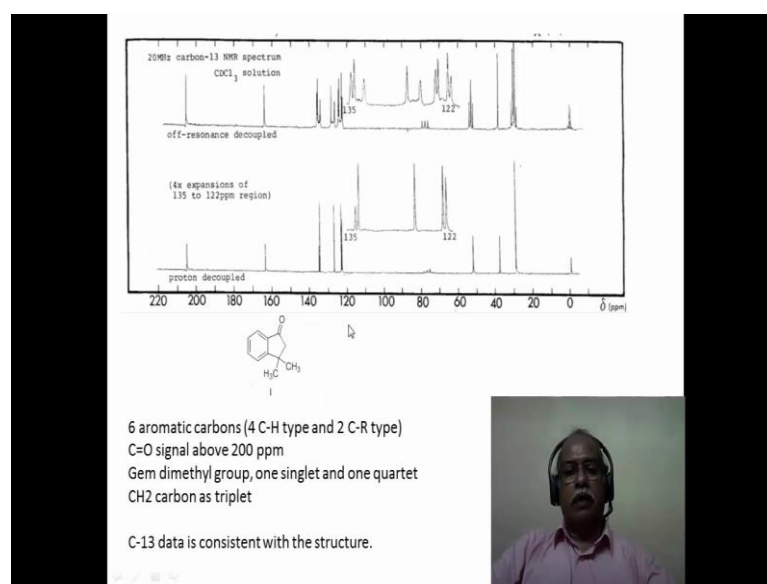 20MHz carbon-13 NMR spectrum
CDCl3 solution
135
122
off-resonance decoupled
(4x expansions of
135 to 122ppm region)
135
122
proton decoupled
220 200 180 160 140 120 100 80 60 40 20 0 δ (ppm)
O
H3C CH3
I
6 aromatic carbons (4 C-H type and 2 C-R type)
C=O signal above 200 ppm
Gem dimethyl group, one singlet and one quartet
CH2 carbon as triplet
C-13 data is consistent with the structure.